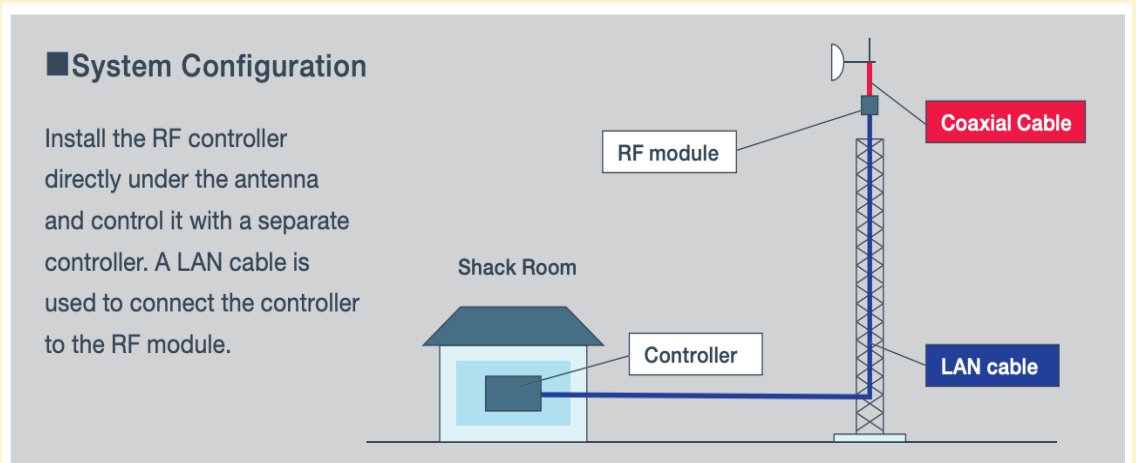 ■System Configuration
Install the RF controller
directly under the antenna
and control it with a separate
controller. A LAN cable is
used to connect the controller
to the RF module.
Coaxial Cable
RF module
Shack Room
Controller
LAN cable